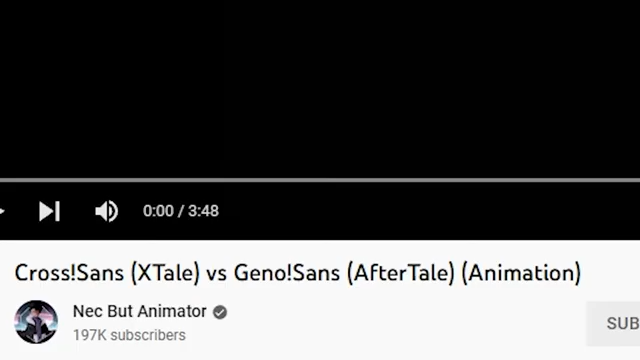 0:00 / 3:48
Cross!Sans (XTale) vs Geno!Sans (AfterTale) (Animation)
Nec But Animator
197K subscribers
SUB